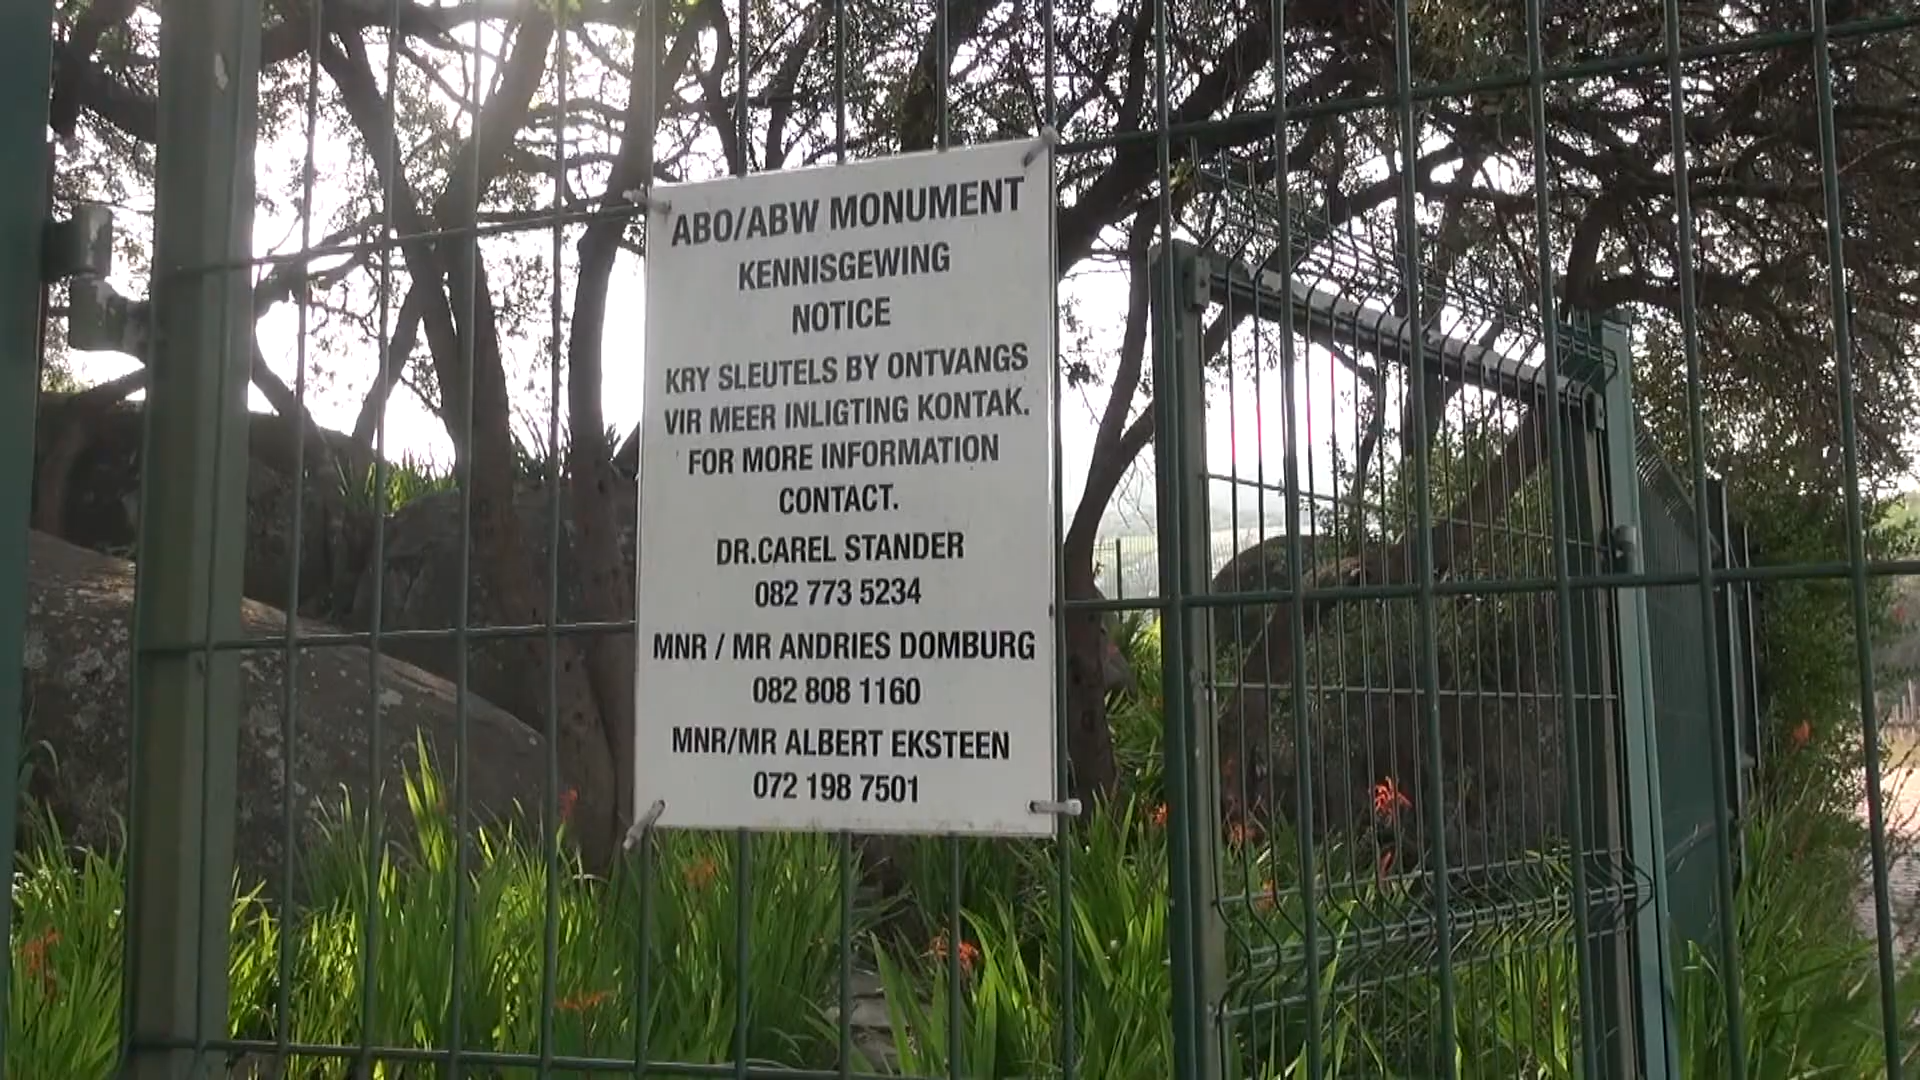 ABO/ABW MONUMENT
KENNISGEWING
NOTICE
KRY SLEUTELS BY ONTVANGS
VIR MEER INLIGTING KONTAK.
FOR MORE INFORMATION
CONTACT.
DR.CAREL STANDER
082 773 5234
MNR / MR ANDRIES DOMBURG
082 808 1160
MNR/MR ALBERT EKSTEEN
072 198 7501